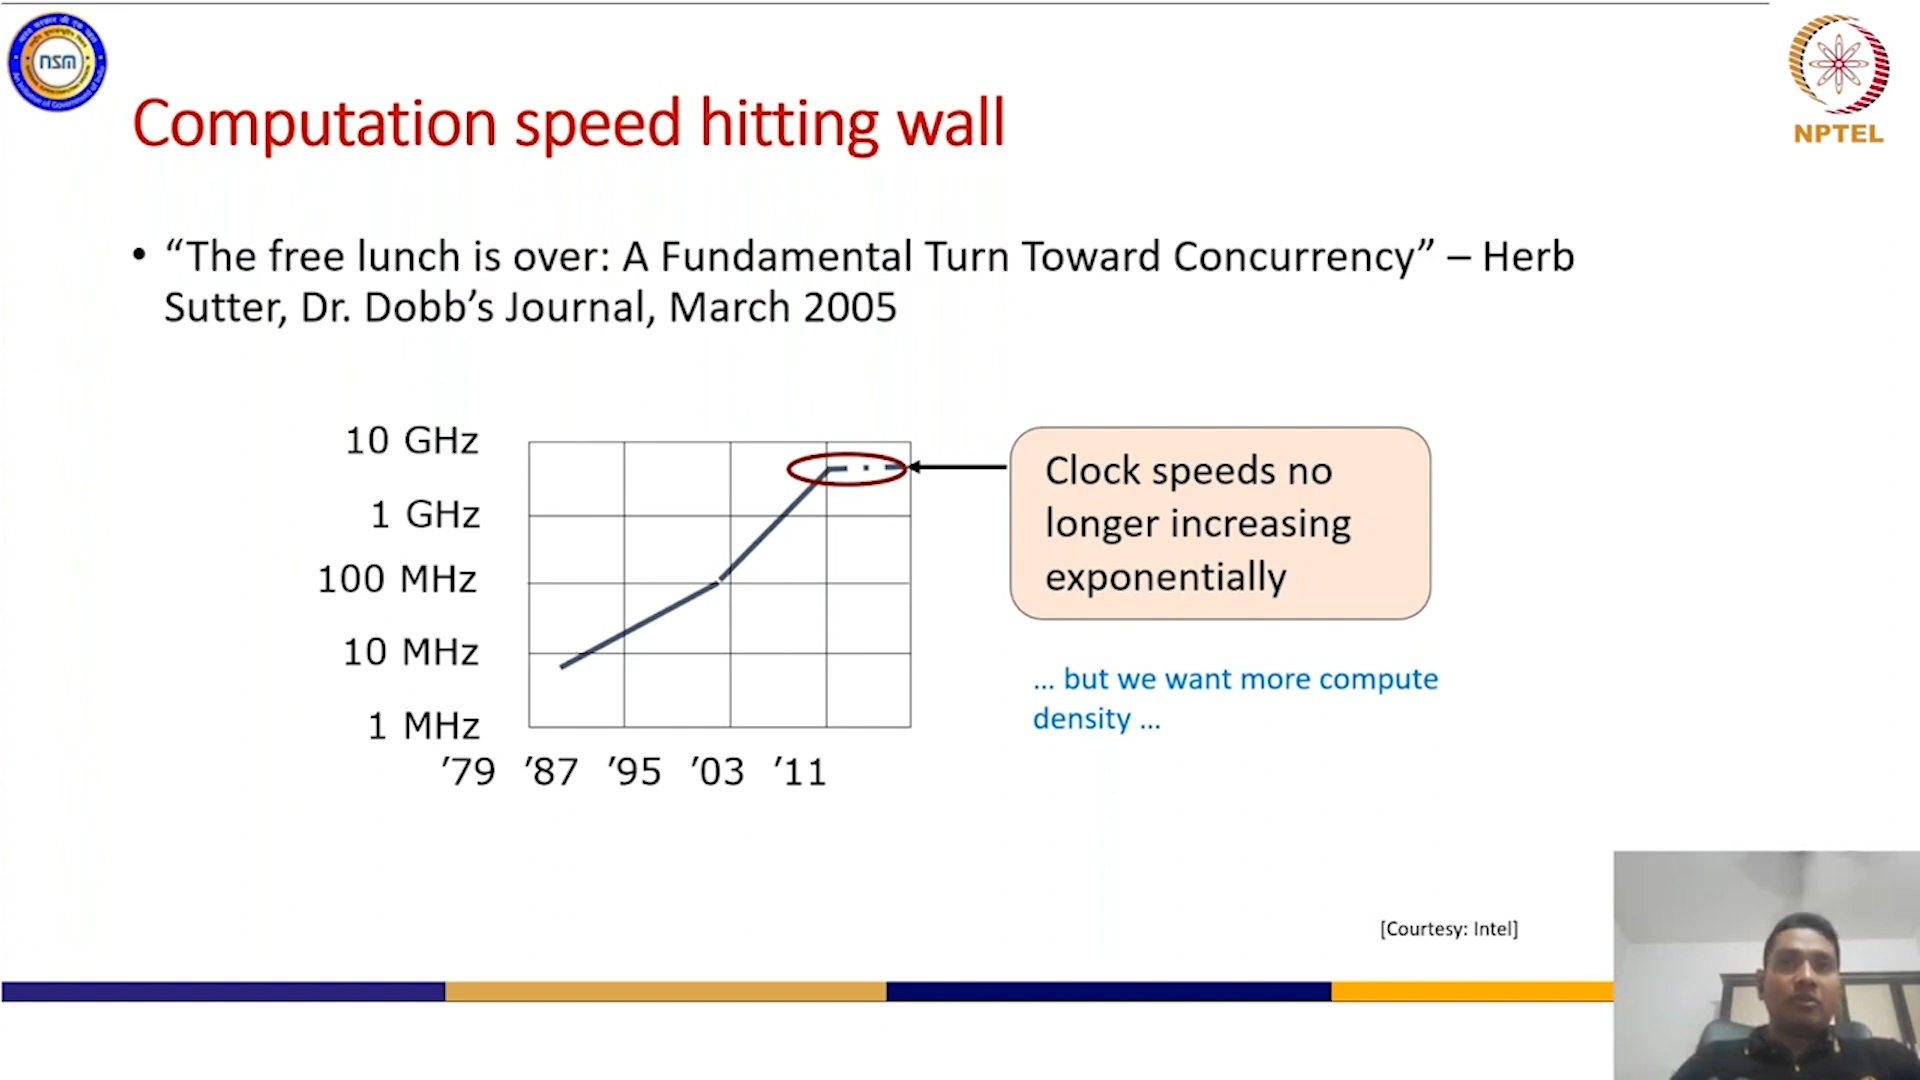 nsm
NPTEL
Computation speed hitting wall
• “The free lunch is over: A Fundamental Turn Toward Concurrency” – Herb
Sutter, Dr. Dobb’s Journal, March 2005
10 GHz
1 GHz
100 MHz
10 MHz
1 MHz
’79 ’87 ’95 ’03 ’11
Clock speeds no
longer increasing
exponentially
... but we want more compute
density ...
[Courtesy: Intel]